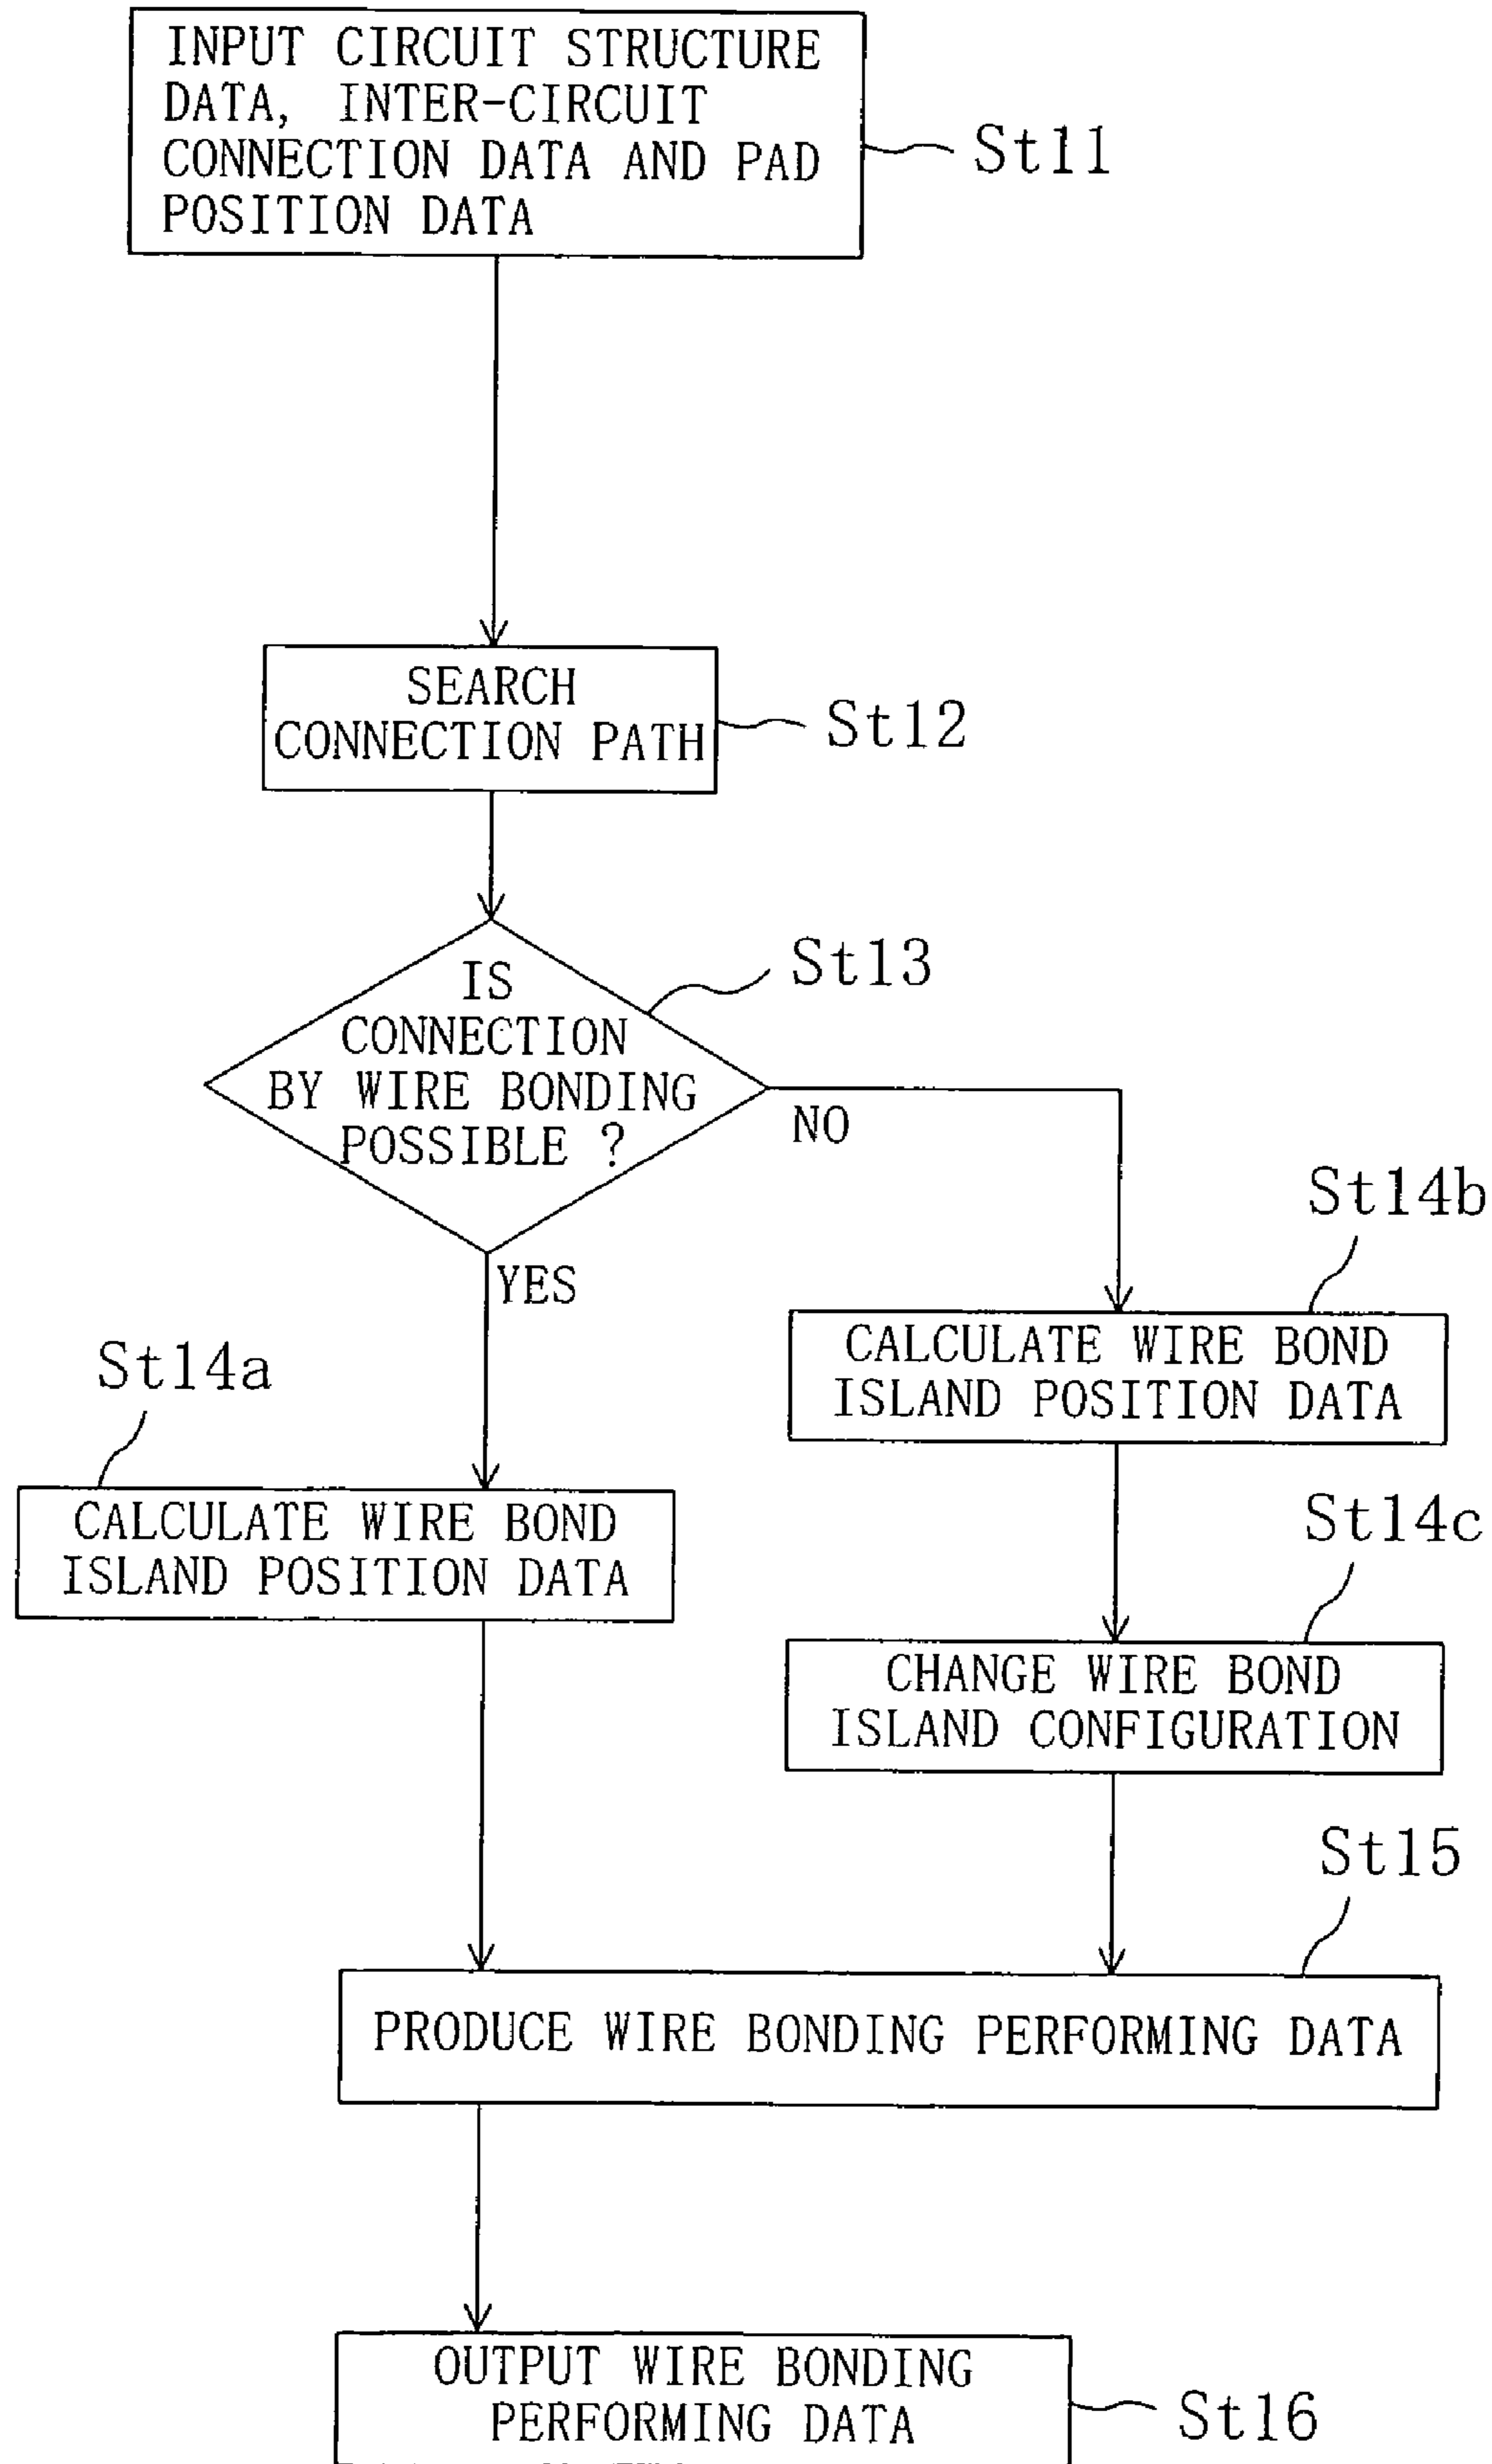 INPUT CIRCUIT STRUCTURE
DATA, INTER-CIRCUIT
CONNECTION DATA AND PAD
POSITION DATA
St11
SEARCH
CONNECTION PATH
St12
IS
CONNECTION
BY WIRE BONDING
POSSIBLE ?
St13
NO
YES
St14b
CALCULATE WIRE BOND
ISLAND POSITION DATA
St14a
CALCULATE WIRE BOND
ISLAND POSITION DATA
St14c
CHANGE WIRE BOND
ISLAND CONFIGURATION
St15
PRODUCE WIRE BONDING PERFORMING DATA
OUTPUT WIRE BONDING
PERFORMING DATA
St16